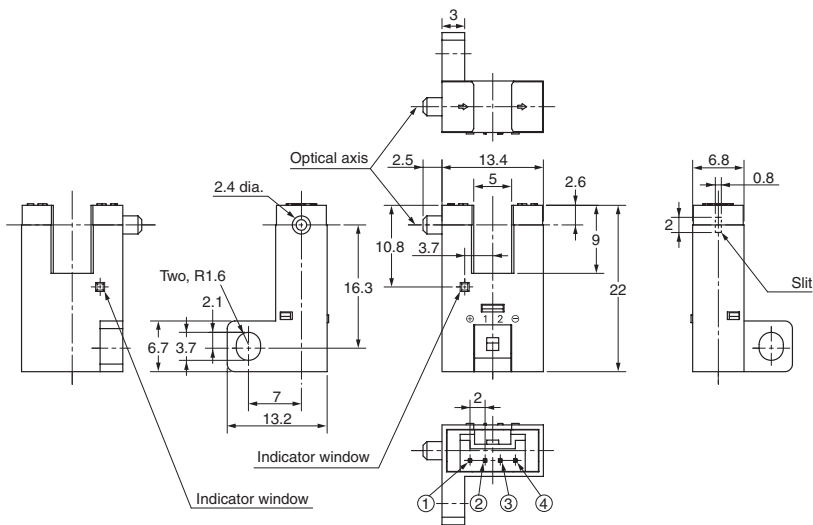 3
Optical axis
2.5
13.4
6.8
2.4 dia.
5
2.6
0.8
10.8
2
3.7
9
Two, R1.6
16.3
22
Slit
2.1
⊕ 1 2 ⊖
6.7
3.7
7
2
13.2
Indicator window
Indicator window
① ② ③ ④